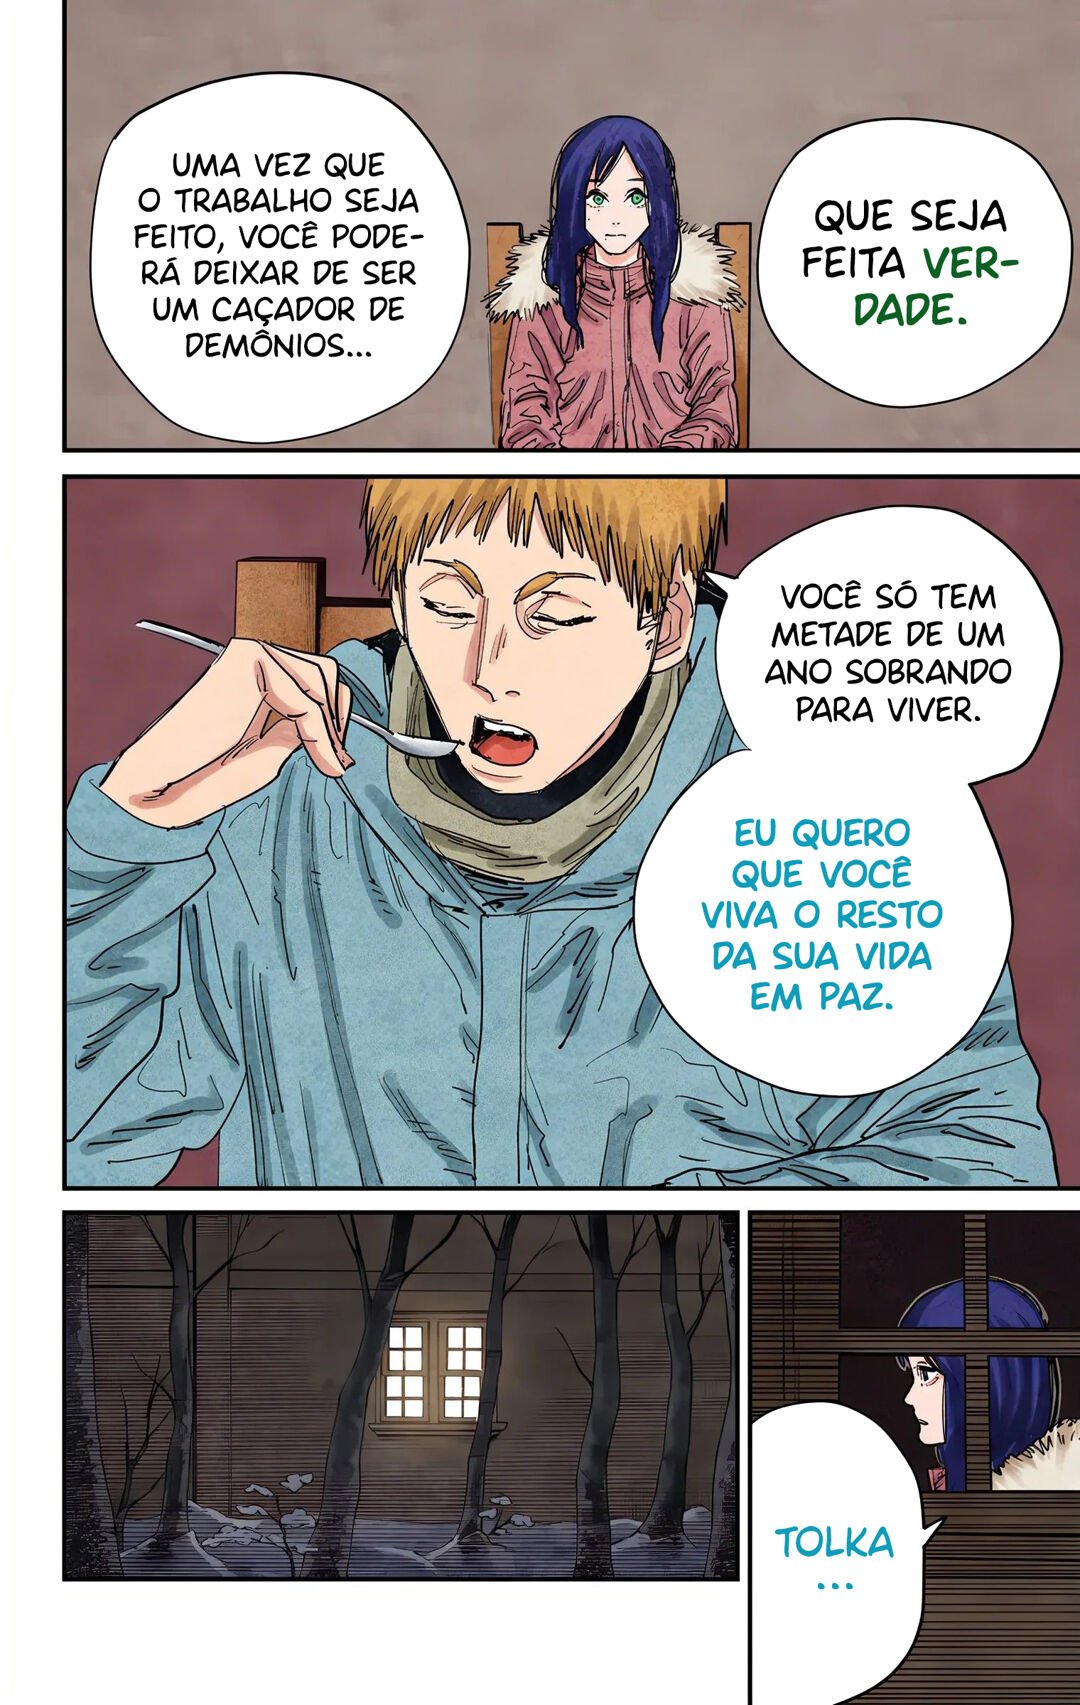 QUE SEJA
FEITA VER-
DADE.
UMA VEZ QUE
O TRABALHO SEJA
FEITO, VOCÊ PODE-
RÁ DEIXAR DE SER
UM CAÇADOR DE
DEMÔNIOS...
VOCÊ SÓ TEM
METADE DE UM
ANO SOBRANDO
PARA VIVER.
EU QUERO
QUE VOCÊ
VIVA O RESTO
DA SUA VIDA
EM PAZ.
TOLKA
...